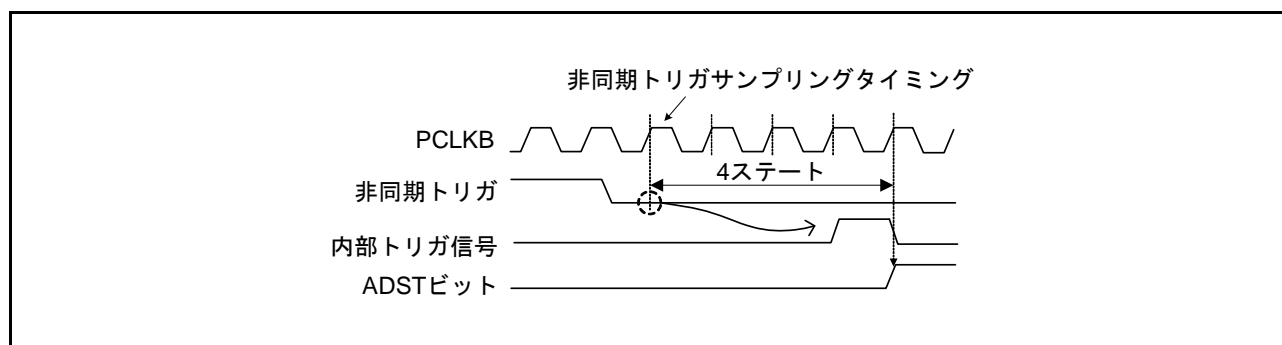 非同期トリガサンプリングタイミング
PCLKB
4ステート
非同期トリガ
内部トリガ信号
ADSTビット